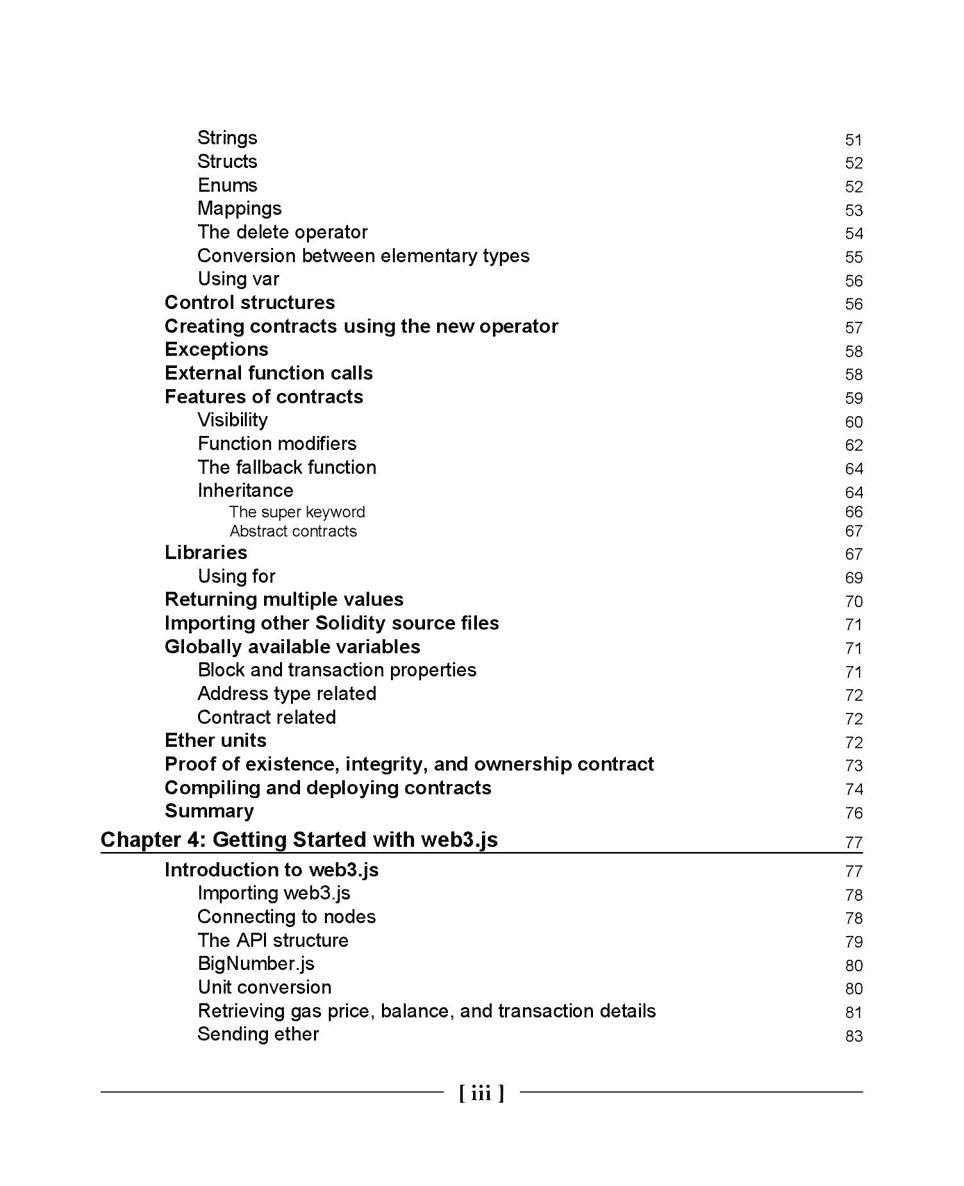 Strings 51
Structs 52
Enums 52
Mappings 53
The delete operator 54
Conversion between elementary types 55
Using var 56
Control structures 56
Creating contracts using the new operator 57
Exceptions 58
External function calls 58
Features of contracts 59
Visibility 60
Function modifiers 62
The fallback function 64
Inheritance 64
The super keyword 66
Abstract contracts 67
Libraries 67
Using for 69
Returning multiple values 70
Importing other Solidity source files 71
Globally available variables 71
Block and transaction properties 71
Address type related 72
Contract related 72
Ether units 72
Proof of existence, integrity, and ownership contract 73
Compiling and deploying contracts 74
Summary 76
Chapter 4: Getting Started with web3.js 77
Introduction to web3.js 77
Importing web3.js 78
Connecting to nodes 78
The API structure 79
BigNumber.js 80
Unit conversion 80
Retrieving gas price, balance, and transaction details 81
Sending ether 83
[ iii ]